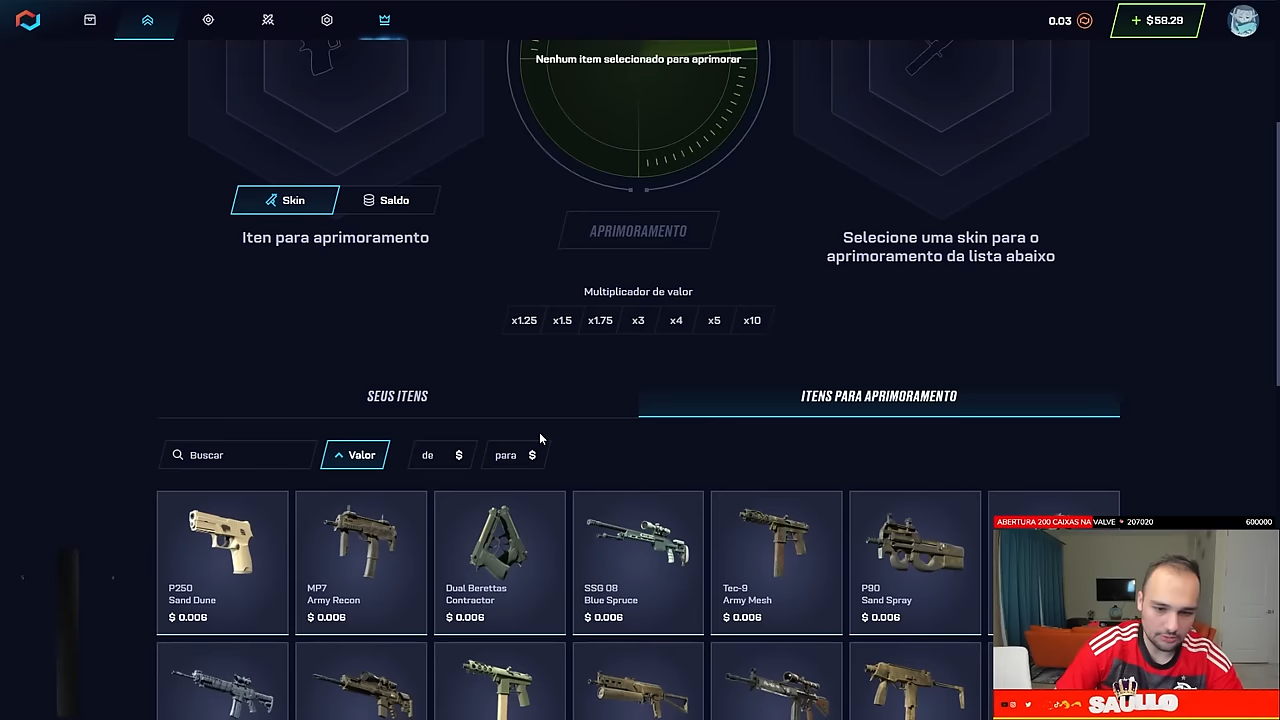 0.03
+ $58.29
Nenhum item selecionado para aprimorar
Skin
Saldo
Iten para aprimoramento
APRIMORAMENTO
Selecione uma skin para o
aprimoramento da lista abaixo
Multiplicador de valor
x1.25 x1.5 x1.75 x3 x4 x5 x10
SEUS ITENS
ITENS PARA APRIMORAMENTO
Buscar
Valor
de $
para $
P250
Sand Dune
$ 0.006
MP7
Army Recon
$ 0.006
Dual Berettas
Contractor
$ 0.006
SSG 08
Blue Spruce
$ 0.006
Tec-9
Army Mesh
$ 0.006
P90
Sand Spray
$ 0.006
ABERTURA 200 CAIXAS NA VALVE 207020 600000
SAULLO